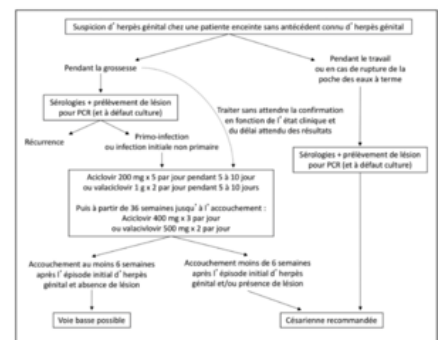 Suspicion d'herpès génital chez une patiente enceinte sans antécédent connu d'herpès génital
Pendant la grossesse
Pendant le travail
ou en cas de rupture de la
poche des eaux à terme
Sérologies + prélèvement de lésion
pour PCR (et à défaut culture)
Traiter sans attendre la confirmation
en fonction de l'état clinique et
du délai attendu des résultats
Récurrence
Primo-infection
ou infection initiale non primaire
Sérologies + prélèvement de lésion
pour PCR (et à défaut culture)
Aciclovir 200 mg x 5 par jour pendant 5 à 10 jour
ou valaciclovir 1 g x 2 par jour pendant 5 à 10 jours
Puis à partir de 36 semaines jusqu'à l'accouchement :
Aciclovir 400 mg x 3 par jour
ou valacivlovir 500 mg x 2 par jour
Accouchement au moins 6 semaines
après l'épisode initial d'herpès
génital et absence de lésion
Accouchement moins de 6 semaines
après l'épisode initial d'herpès
génital et/ou présence de lésion
Voie basse possible
Césarienne recommandée